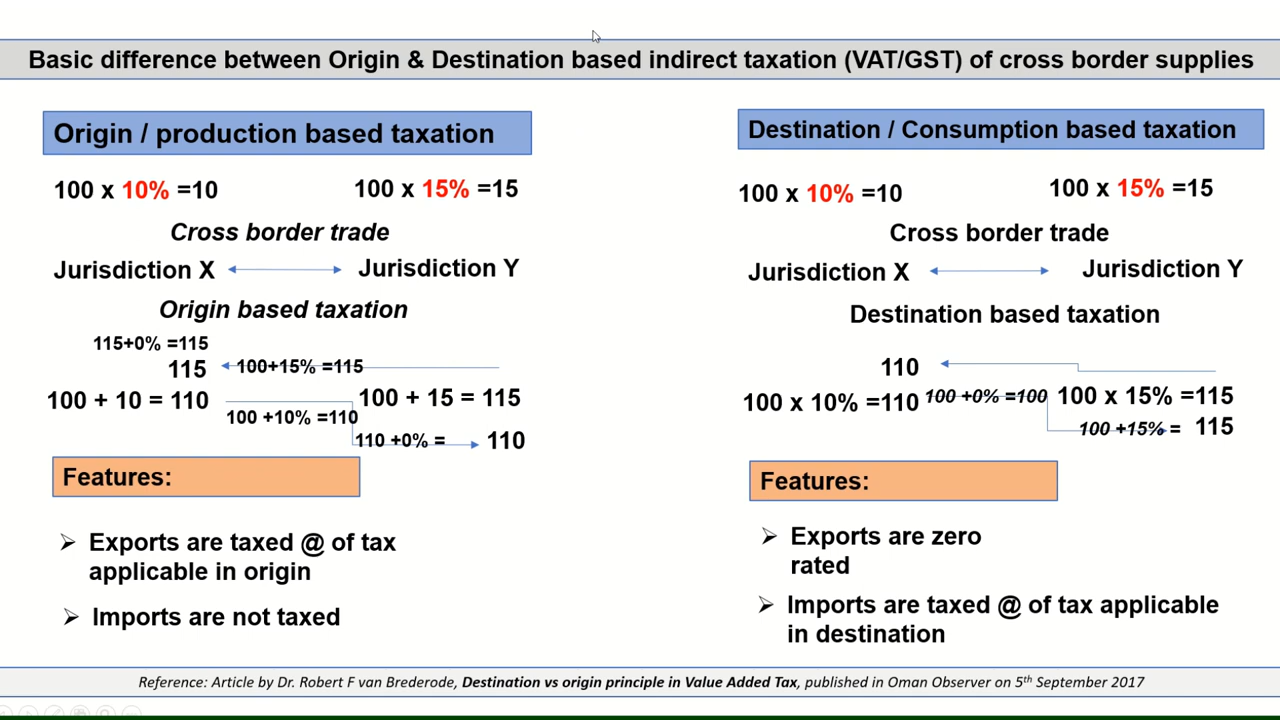 Basic difference between Origin & Destination based indirect taxation (VAT/GST) of cross border supplies
Origin / production based taxation
100 x 10% =10
100 x 15% =15
Cross border trade
Jurisdiction X
Jurisdiction Y
Origin based taxation
115+0% =115
115
100+15% =115
100 + 10 = 110
100 + 15 = 115
100 +10% =110
110 +0% =
110
Features:
Exports are taxed @ of tax
applicable in origin
Imports are not taxed
Destination / Consumption based taxation
100 x 10% =10
100 x 15% =15
Cross border trade
Jurisdiction X
Jurisdiction Y
Destination based taxation
110
100 x 10% =110
100 +0% =100
100 x 15% =115
100 +15% =
115
Features:
Exports are zero
rated
Imports are taxed @ of tax applicable
in destination
Reference: Article by Dr. Robert F van Brederode, Destination vs origin principle in Value Added Tax, published in Oman Observer on 5th September 2017